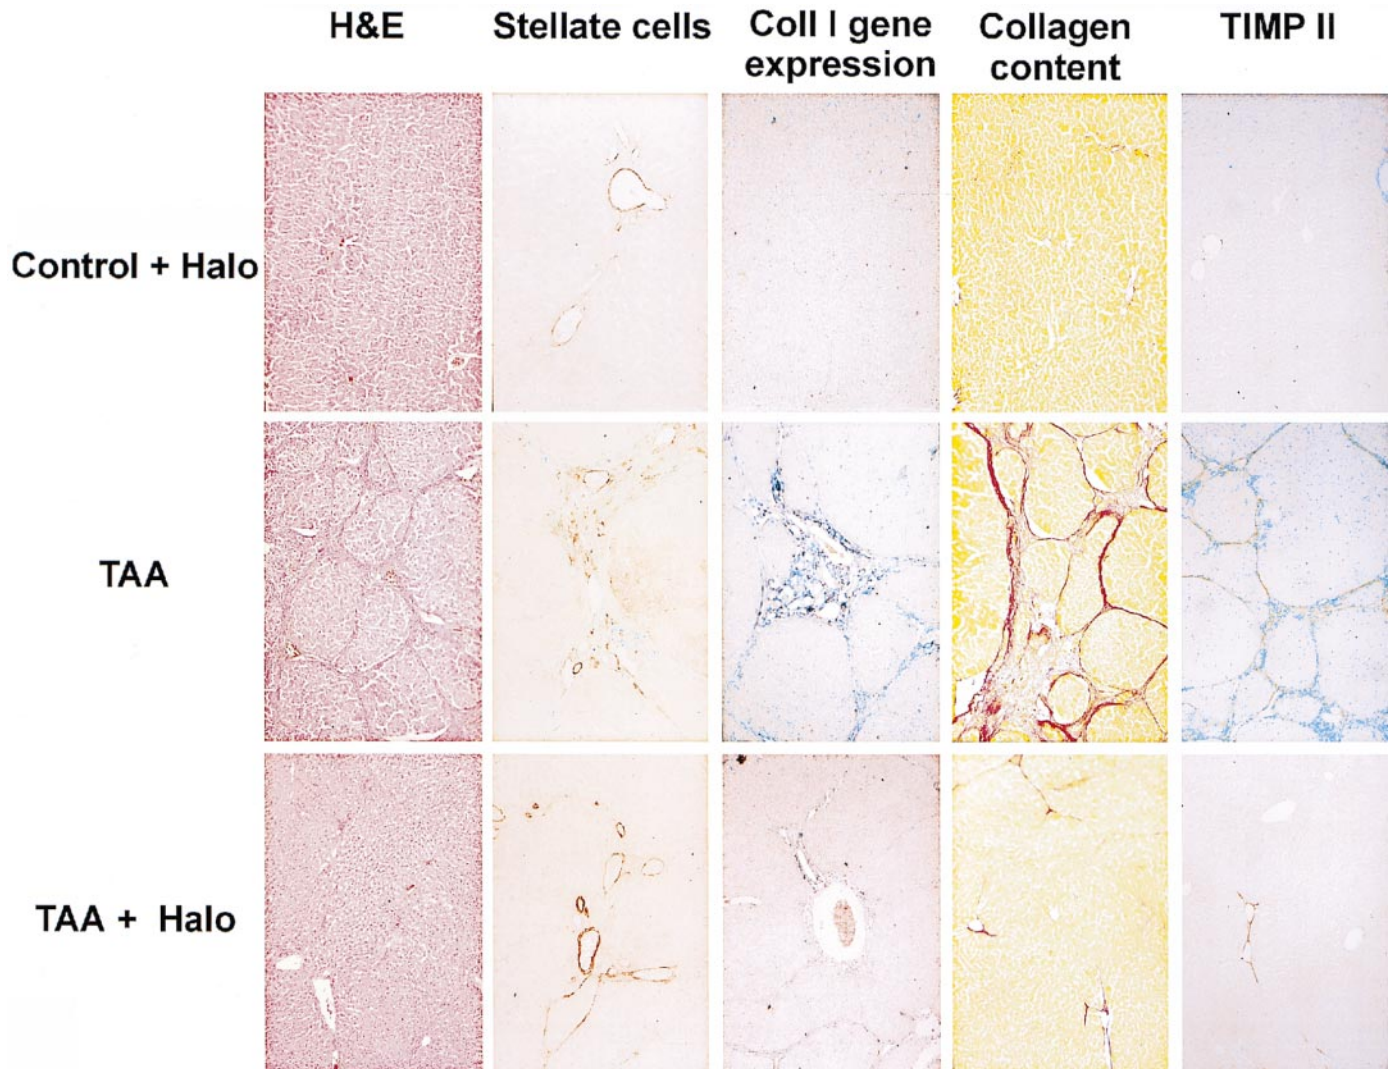 H&E
Stellate cells
Coll I gene
expression
Collagen
content
TIMP II
Control + Halo
TAA
TAA + Halo